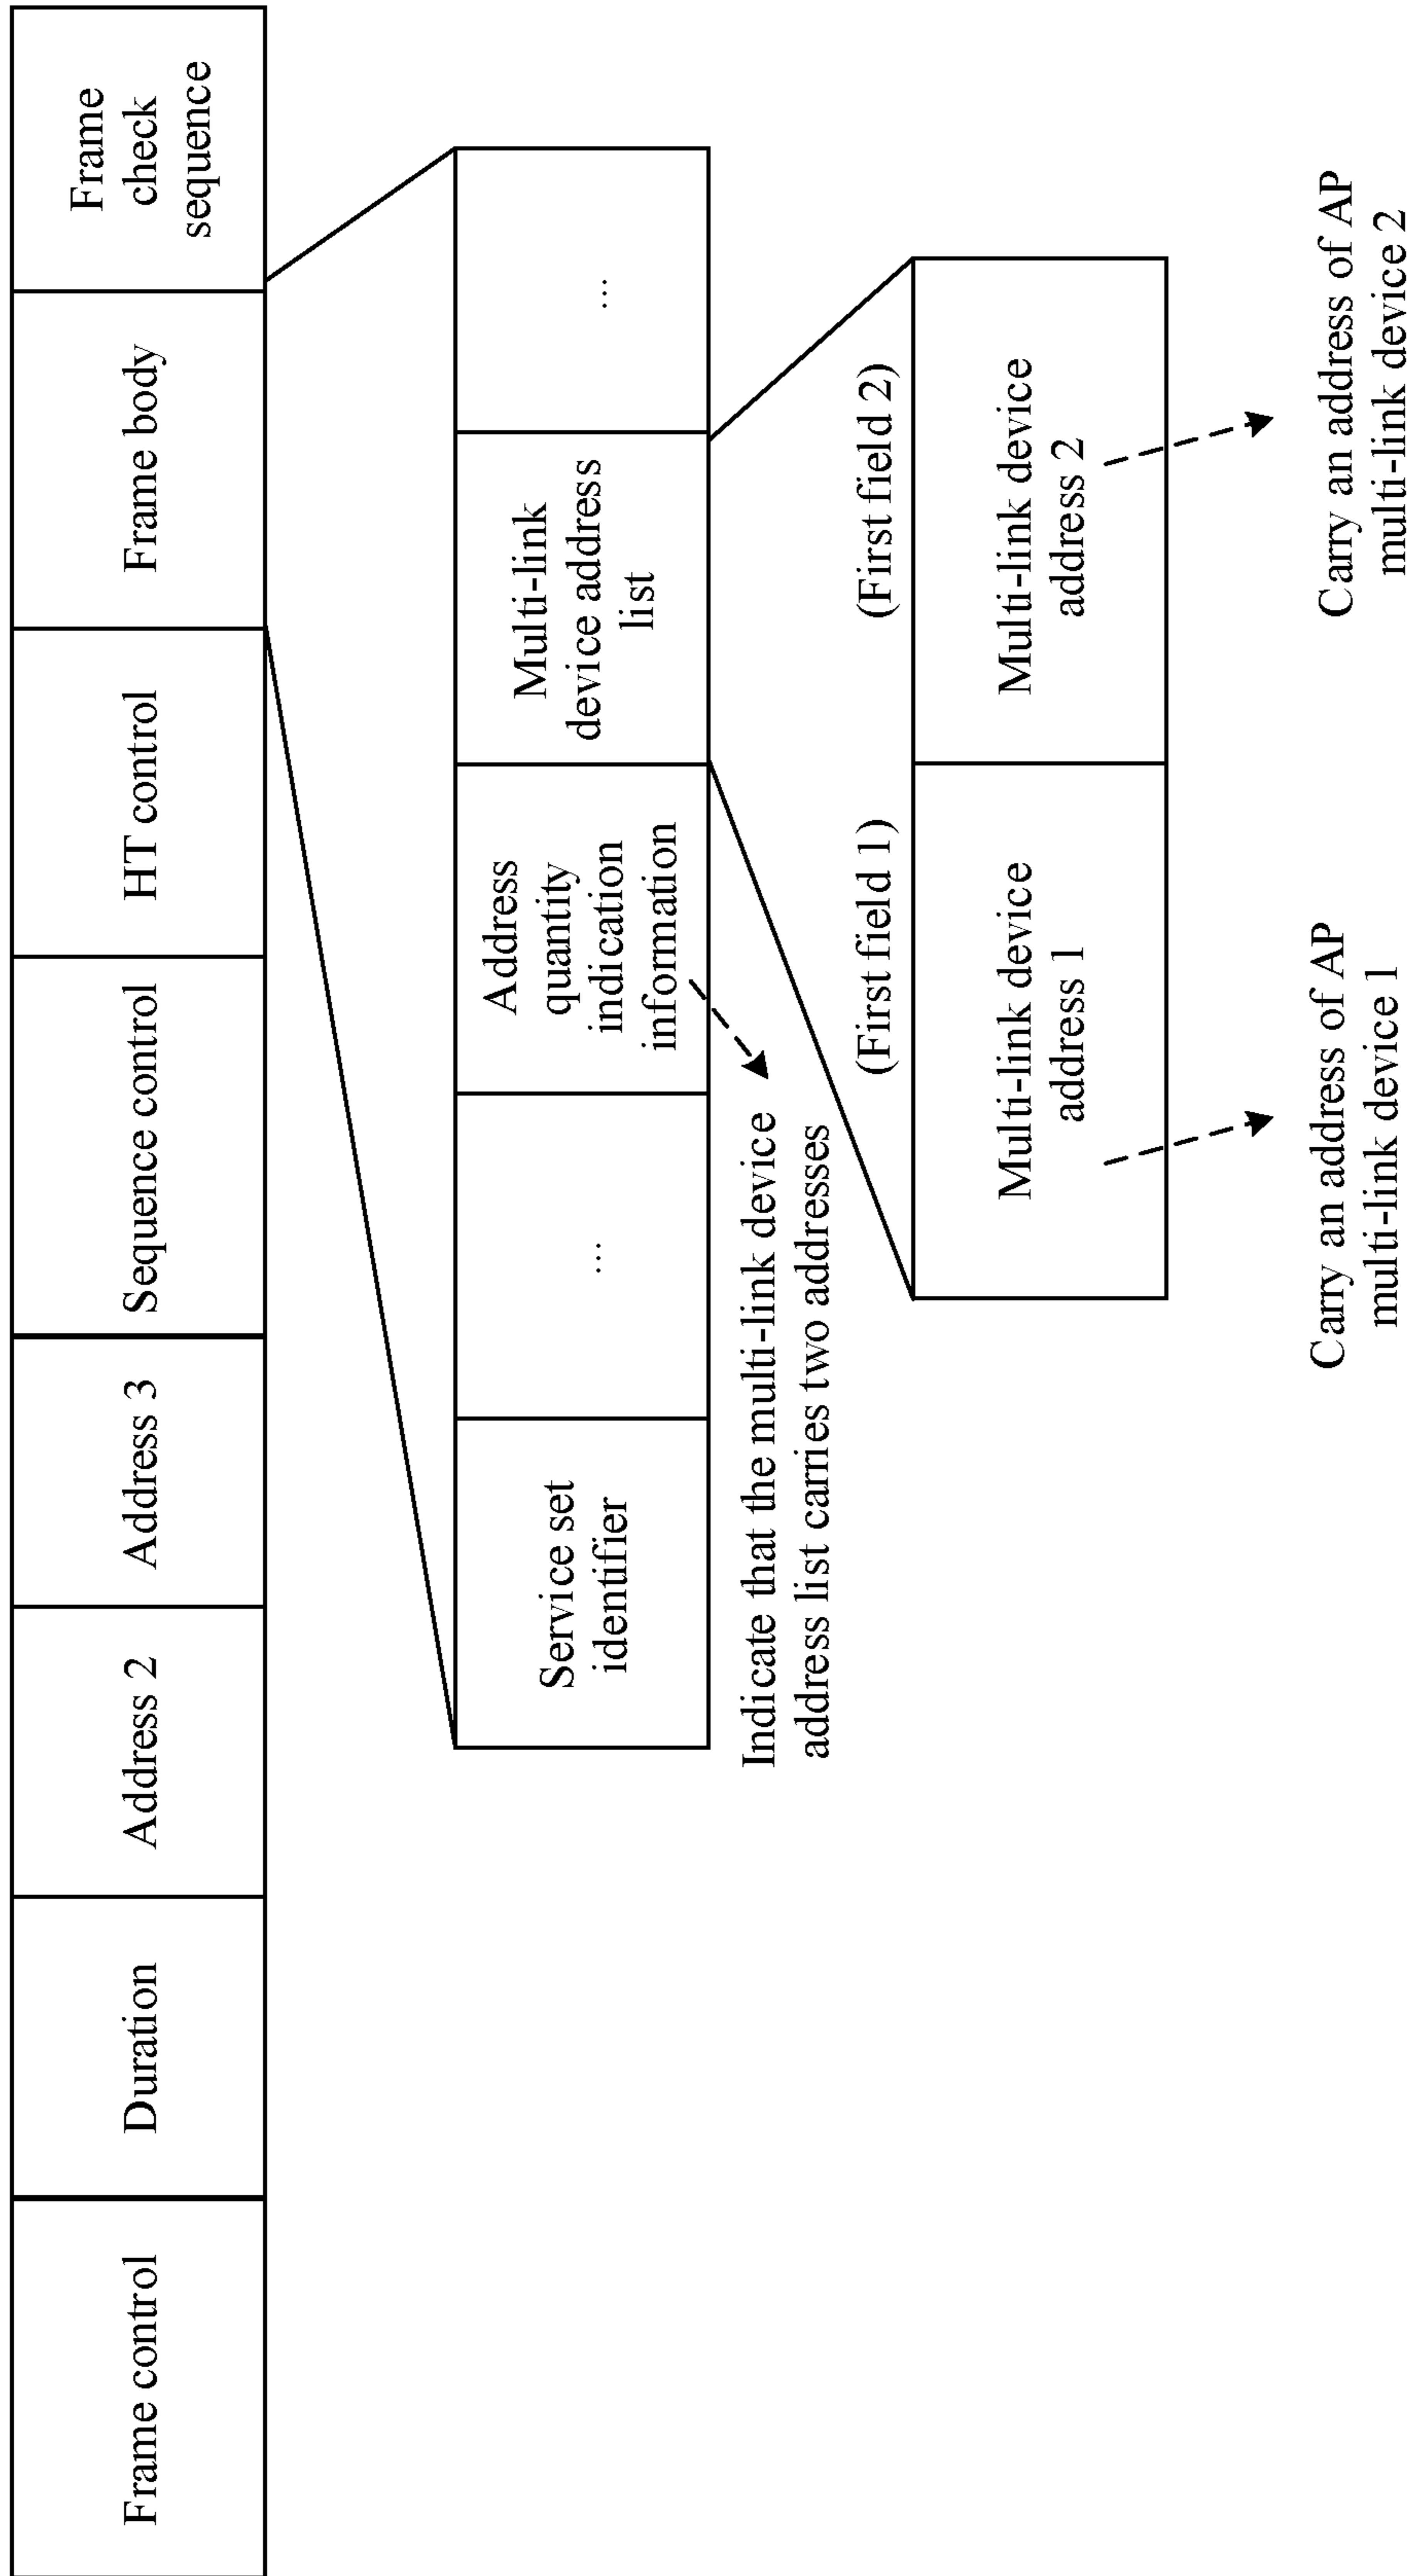 Frame control
Duration
Address 2
Address 3
Sequence control
HT control
Frame body
Frame
check
sequence
Service set
identifier
...
Address
quantity
indication
information
Multi-link
device address
list
...
Indicate that the multi-link device
address list carries two addresses
(First field 1)
(First field 2)
Multi-link device
address 1
Multi-link device
address 2
Carry an address of AP
multi-link device 1
Carry an address of AP
multi-link device 2